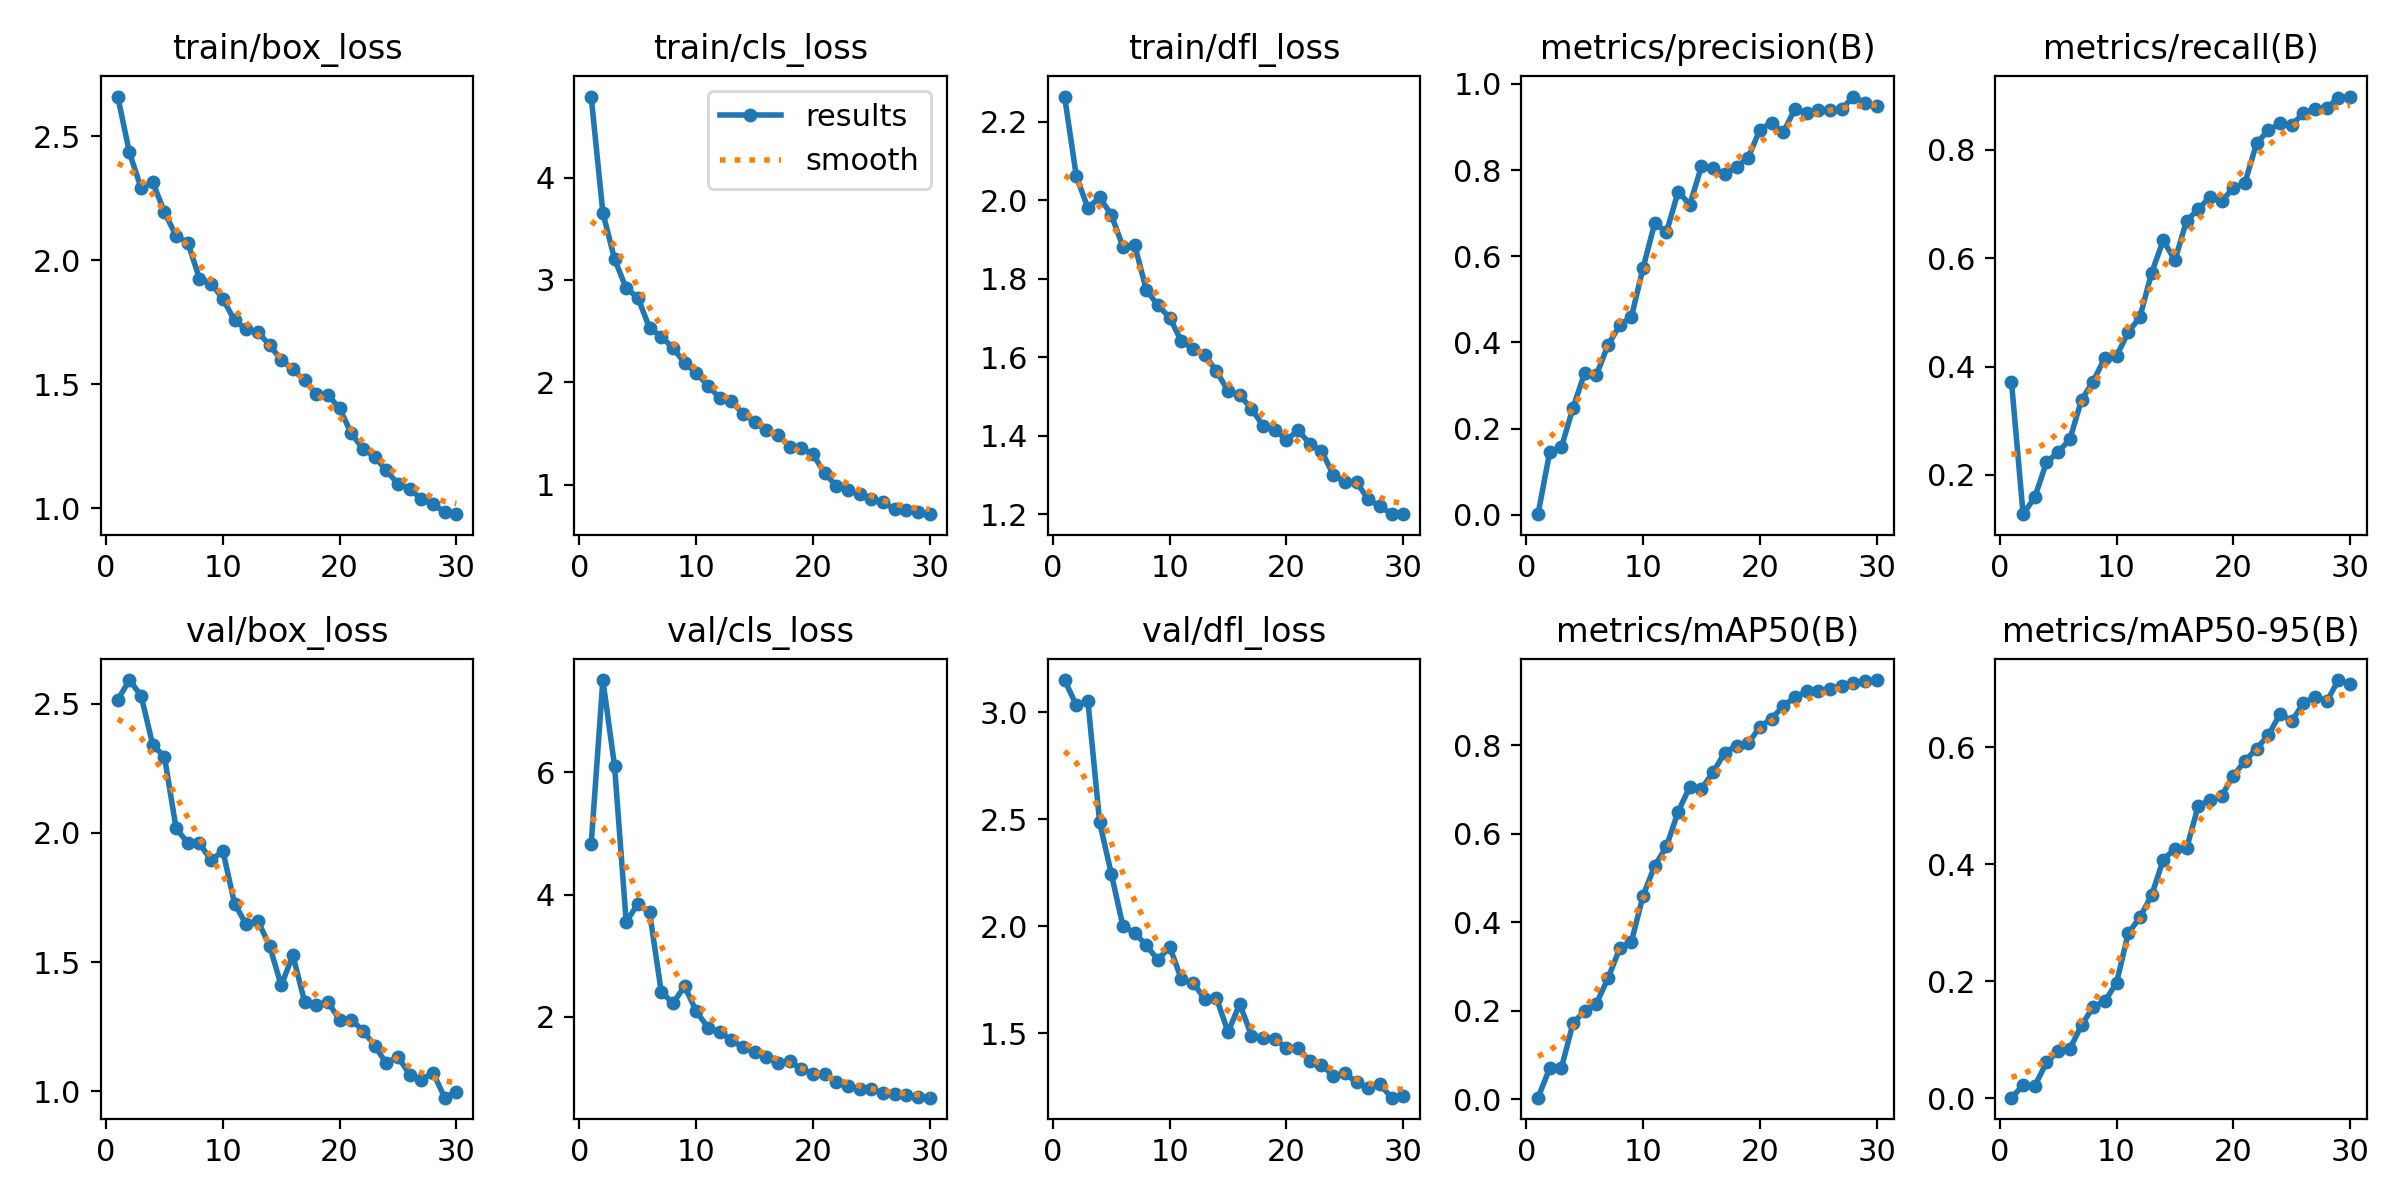 train/box_loss
2.5
2.0
1.5
1.0
0 10 20 30
train/cls_loss
results
smooth
4
3
2
1
0 10 20 30
train/dfl_loss
2.2
2.0
1.8
1.6
1.4
1.2
0 10 20 30
metrics/precision(B)
1.0
0.8
0.6
0.4
0.2
0.0
0 10 20 30
metrics/recall(B)
0.8
0.6
0.4
0.2
0 10 20 30
val/box_loss
2.5
2.0
1.5
1.0
0 10 20 30
val/cls_loss
6
4
2
0 10 20 30
val/dfl_loss
3.0
2.5
2.0
1.5
0 10 20 30
metrics/mAP50(B)
0.8
0.6
0.4
0.2
0.0
0 10 20 30
metrics/mAP50-95(B)
0.6
0.4
0.2
0.0
0 10 20 30